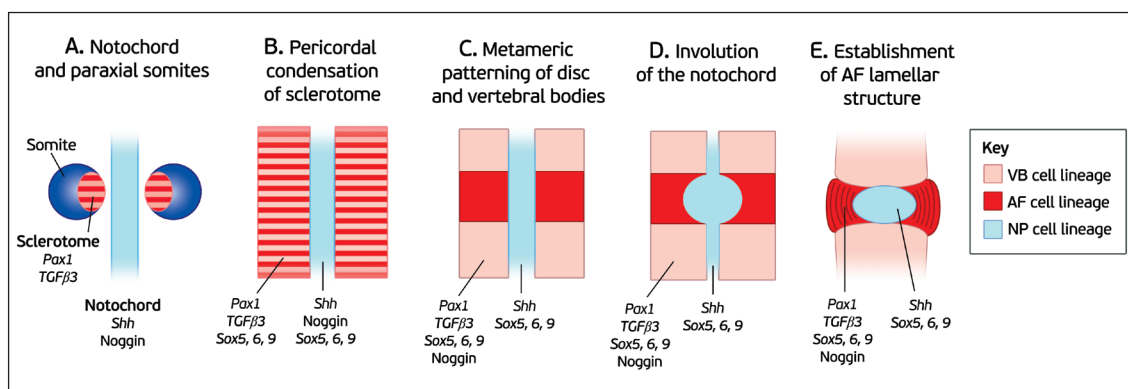 A. Notochord
and paraxial somites
Somite
Sclerotome
Pax1
TGFβ3
Notochord
Shh
Noggin
B. Pericordal
condensation
of sclerotome
Pax1
TGFβ3
Sox5, 6, 9
Shh
Noggin
Sox5, 6, 9
C. Metameric
patterning of disc
and vertebral bodies
Pax1
TGFβ3
Sox5, 6, 9
Noggin
Shh
Sox5, 6, 9
D. Involution
of the notochord
Pax1
TGFβ3
Sox5, 6, 9
Noggin
Shh
Sox5, 6, 9
E. Establishment
of AF lamellar
structure
Pax1
TGFβ3
Sox5, 6, 9
Noggin
Shh
Sox5, 6, 9
Key
VB cell lineage
AF cell lineage
NP cell lineage